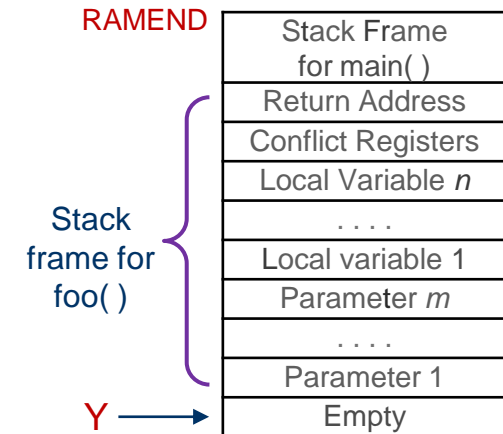 RAMEND
Stack Frame
for main( )
Return Address
Conflict Registers
Local Variable n
. . . .
Local variable 1
Parameter m
. . . .
Parameter 1
Empty
Stack
frame for
foo( )
Y